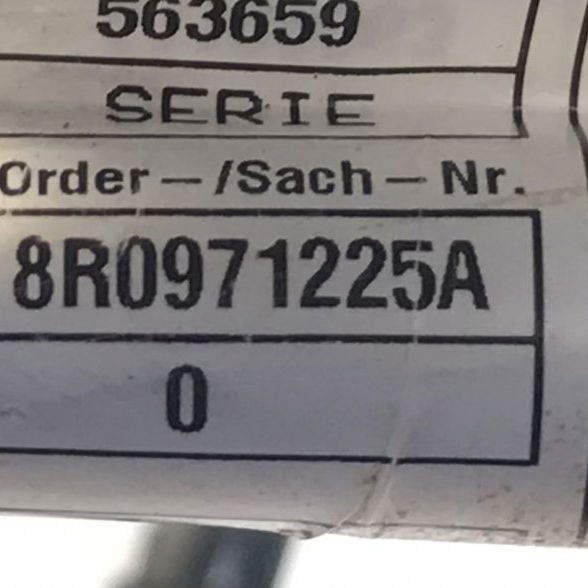 563659
SERIE
Order-/Sach-Nr.
8R0971225A
0